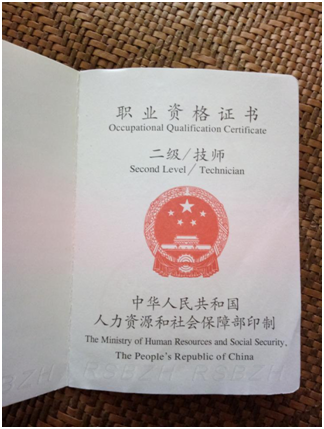 职业资格证书
Occupational Qualification Certificate
二级/技师
Second Level/Technician
中华人民共和国
人力资源和社会保障部印制
The Ministry of Human Resources and Social Security,
The People's Republic of China